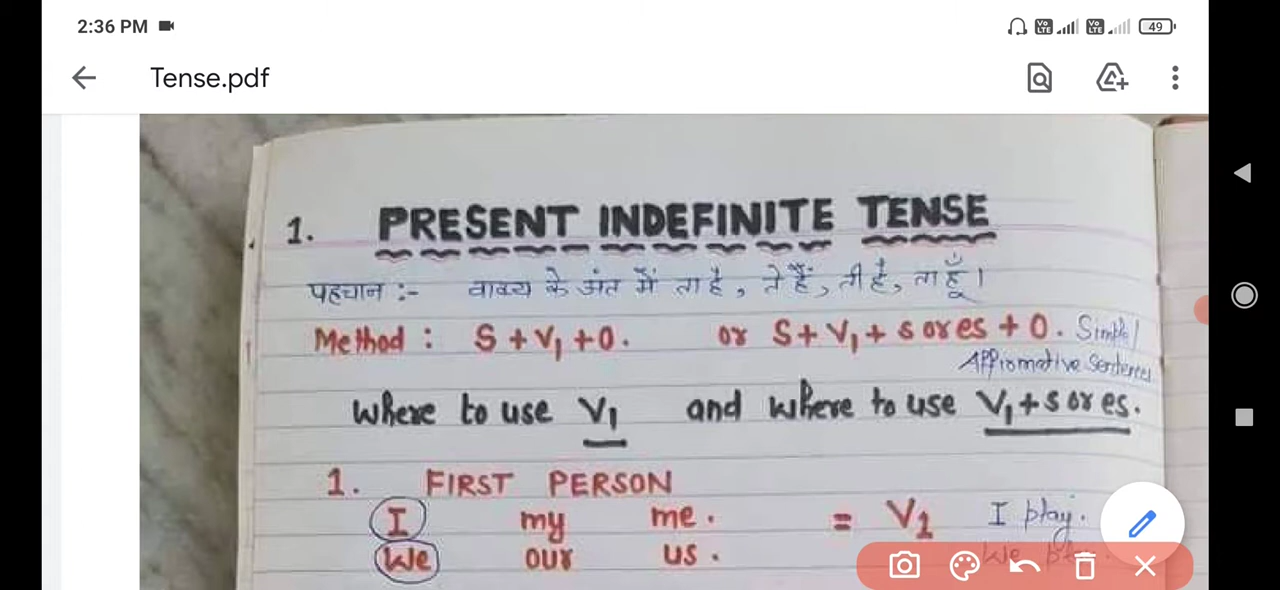 2:36 PM
49
Tense.pdf
1. PRESENT INDEFINITE TENSE
पहचान :- वाक्य के अंत में ता है, ते हैं, ती है, ता हूँ।
Method : S + V1 + O. or S + V1 + s or es + O. Simple/
Affirmative Sentences
Where to use V1 and where to use V1 + s or es.
1. FIRST PERSON
I my me. = V1 I play.
We our us. We